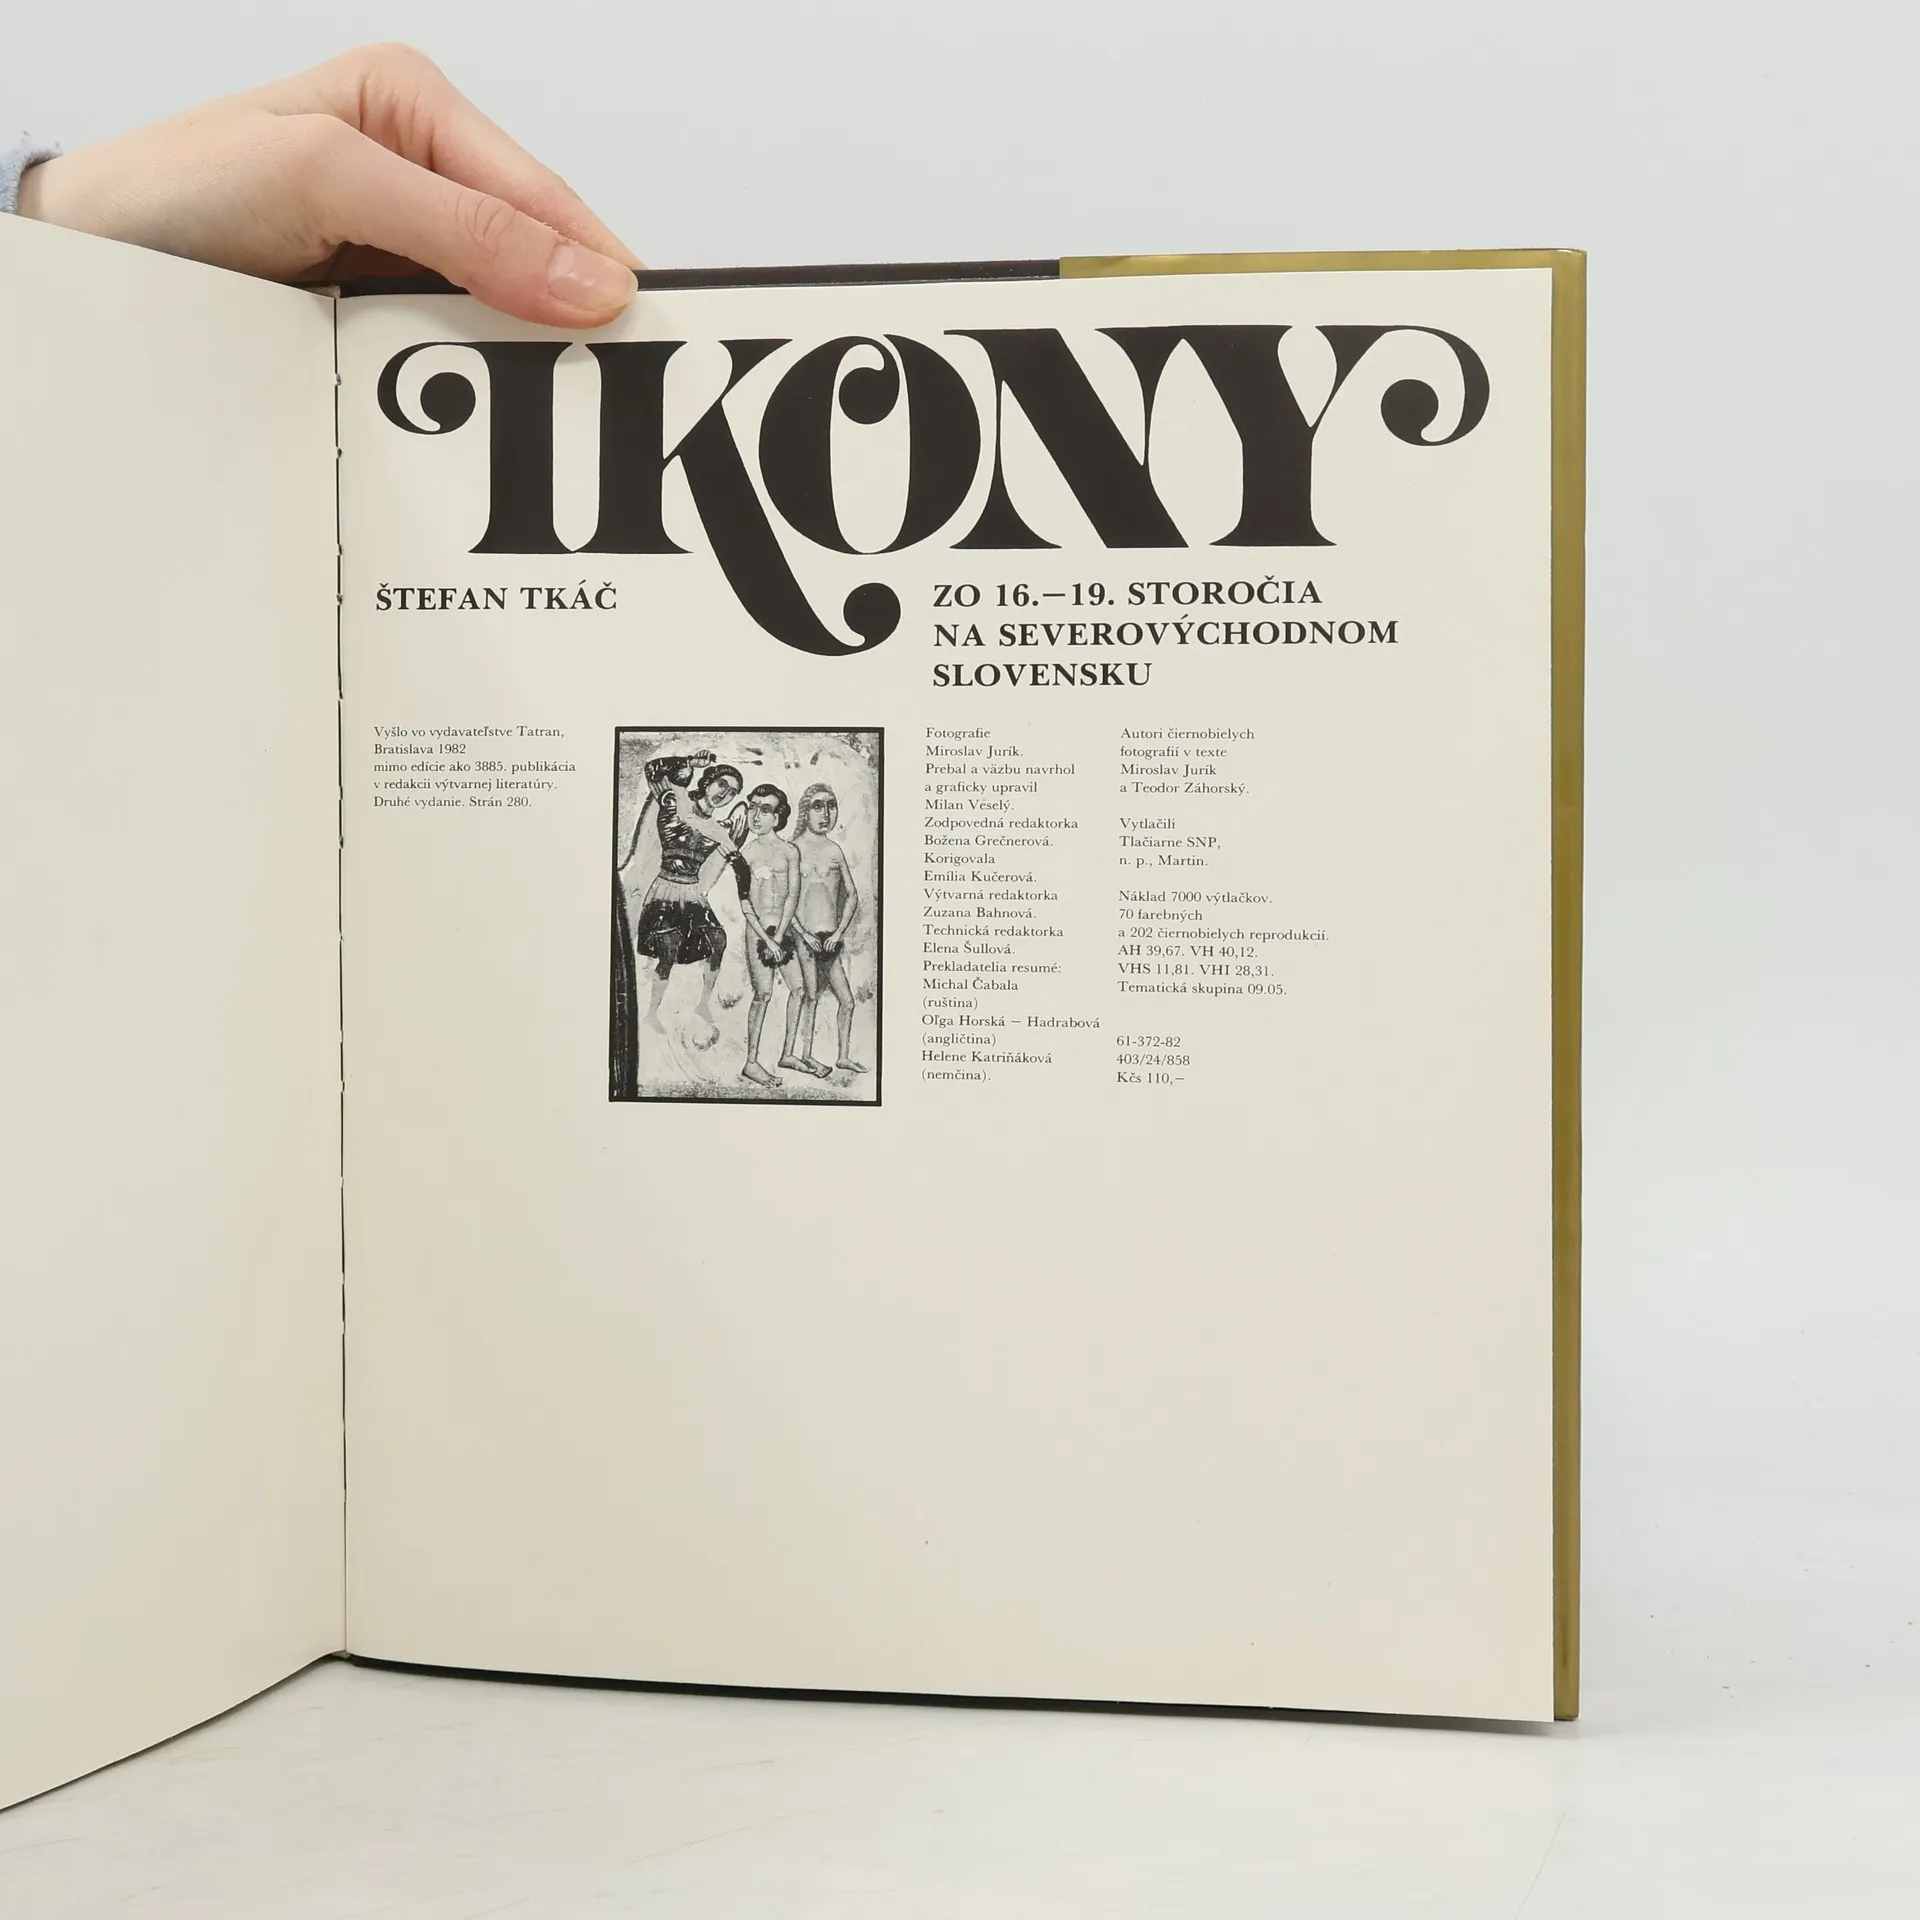 IKONY
ŠTEFAN TKÁČ
ZO 16.—19. STOROČIA
NA SEVEROVÝCHODNOM
SLOVENSKU
Vyšlo vo vydavateľstve Tatran,
Bratislava 1982
mimo edície ako 3885. publikácia
v redakcii výtvarnej literatúry.
Druhé vydanie. Strán 280.
Fotografie
Miroslav Jurík.
Prebal a väzbu navrhol
a graficky upravil
Milan Veselý.
Zodpovedná redaktorka
Božena Grečnerová.
Korigovala
Emília Kučerová.
Výtvarná redaktorka
Zuzana Bahnová.
Technická redaktorka
Elena Šullová.
Prekladatelia resumé:
Michal Čabala
(ruština)
Oľga Horská — Hadrabová
(angličtina)
Helene Katriňáková
(nemčina).
Autori čiernobielych
fotografií v texte
Miroslav Jurík
a Teodor Záhorský.
Vytlačili
Tlačiarne SNP,
n. p., Martin.
Náklad 7000 výtlačkov.
70 farebných
a 202 čiernobielych reprodukcií.
AH 39,67. VH 40,12.
VHS 11,81. VHI 28,31.
Tematická skupina 09.05.
61-372-82
403/24/858
Kčs 110,—